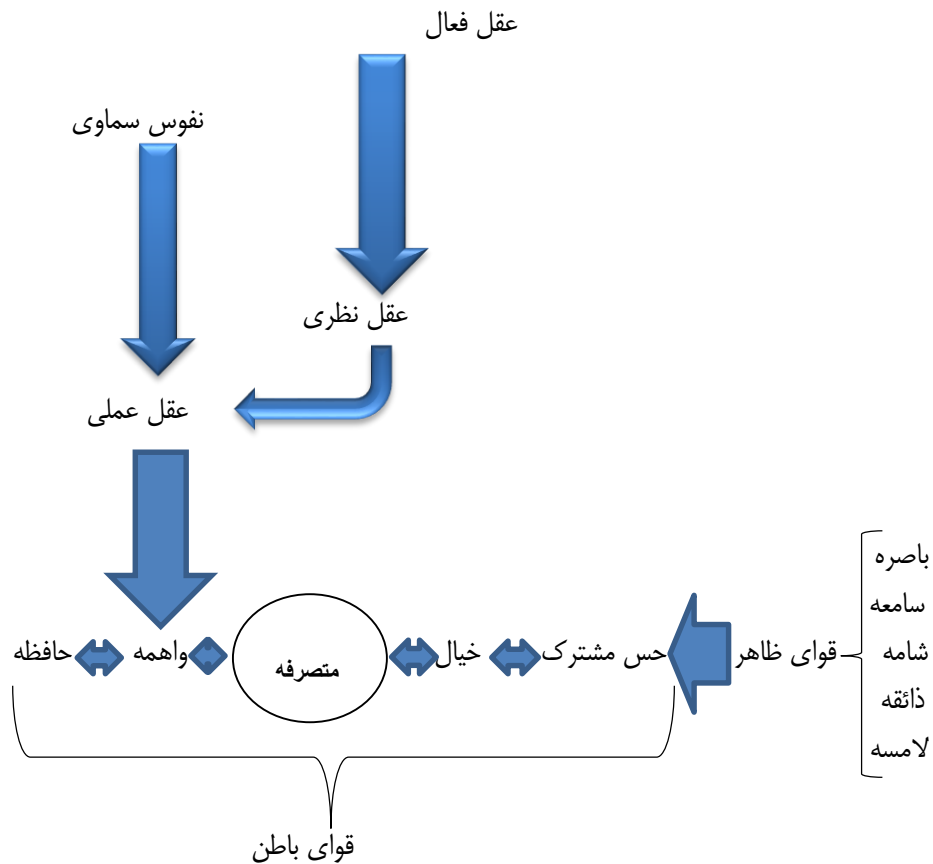 عقل فعال
نفوس سماوی
عقل نظری
عقل عملی
باصره
سامعه
شامه
ذائقه
لامسه
قوای ظاهر
حس مشترک
خیال
متصرفه
واهمه
حافظه
قوای باطن